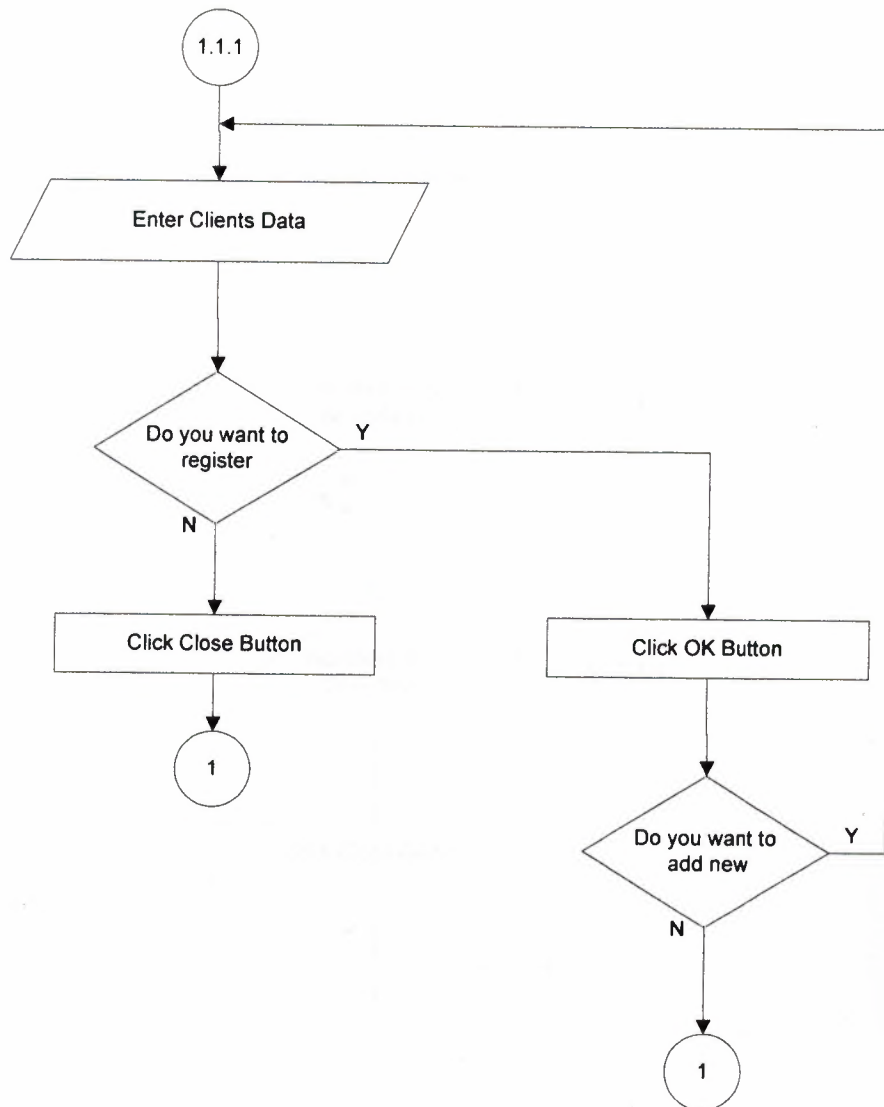 1.1.1
Enter Clients Data
Do you want to
register
Y
N
Click Close Button
Click OK Button
1
Do you want to
add new
Y
N
1